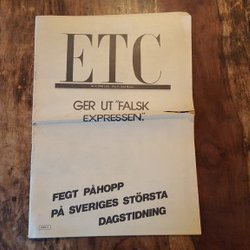 ETC
GER UT "FALSK
EXPRESSEN."
FEGT PÅHOPP
PÅ SVERIGES STÖRSTA
DAGSTIDNING